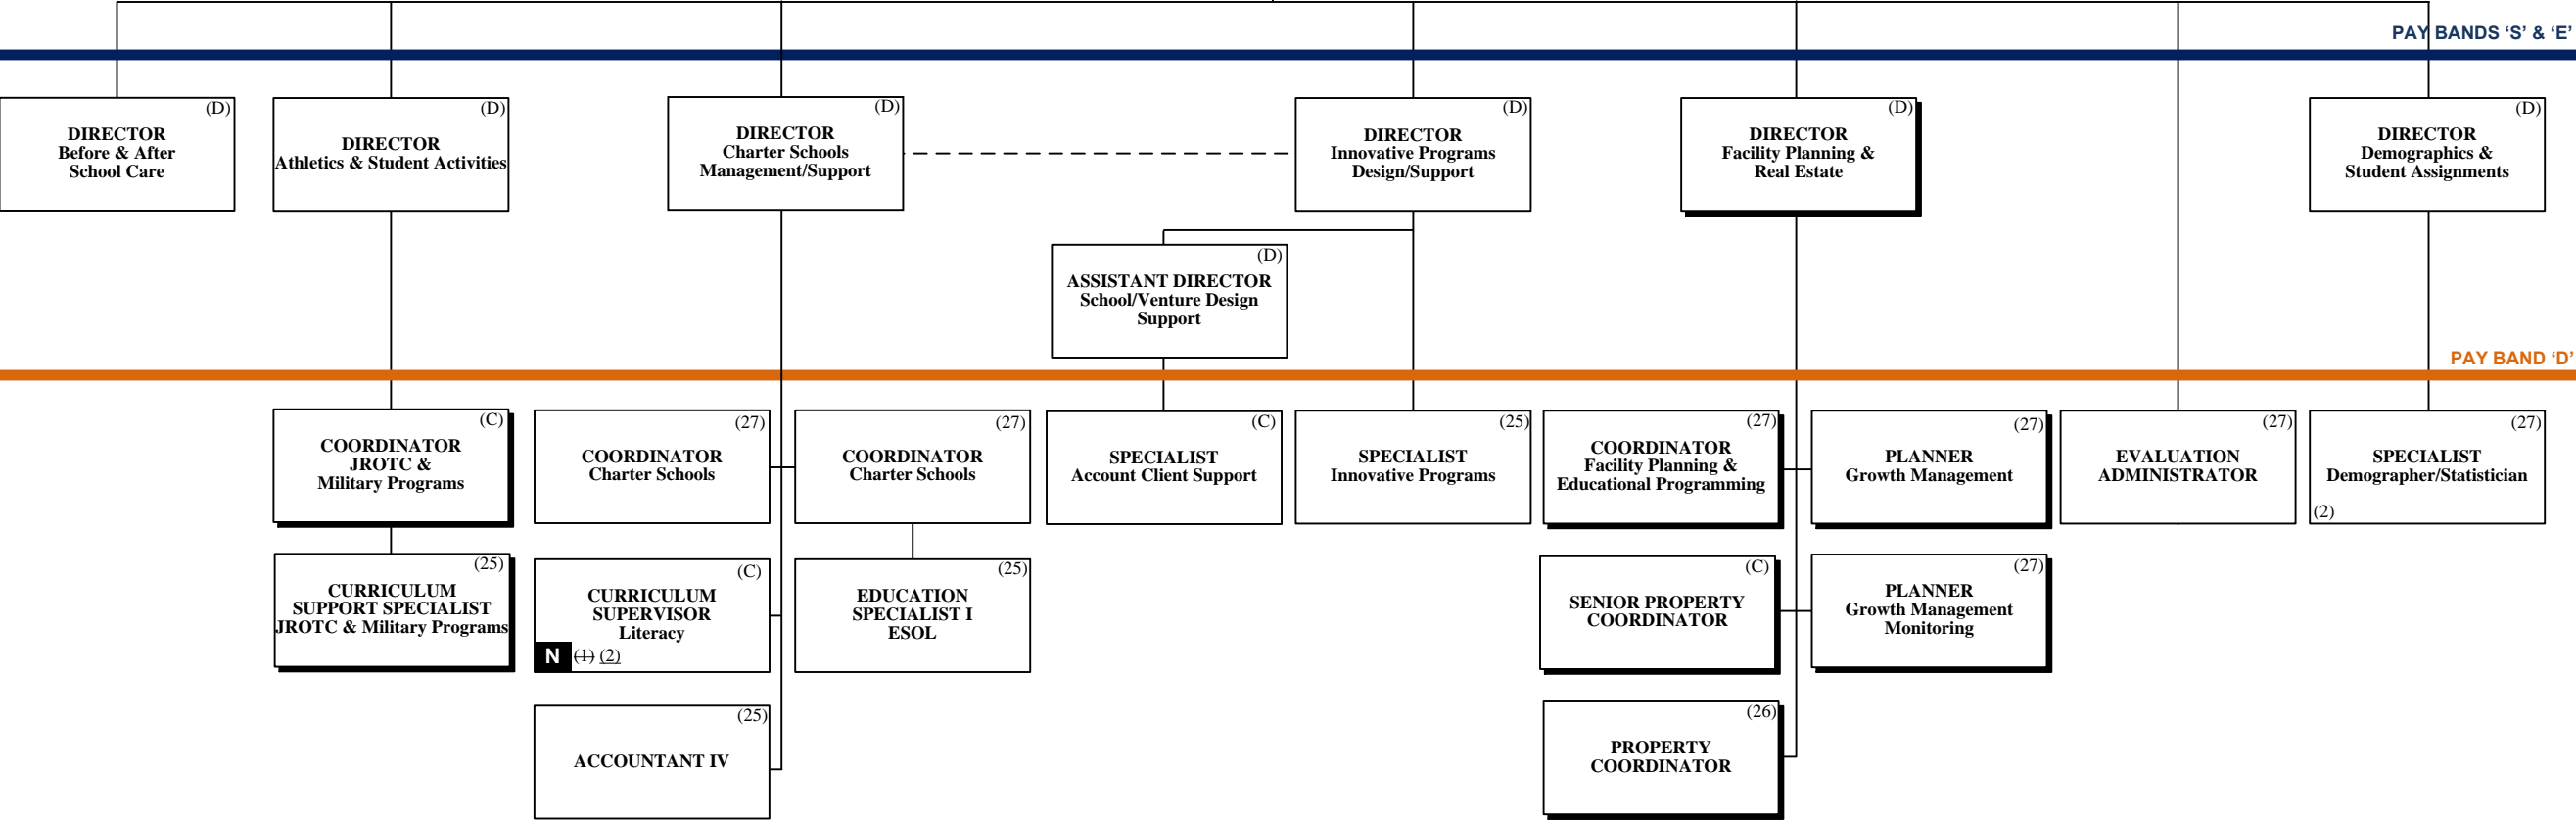 PAY BANDS ‘S’ & ‘E’
(D)
DIRECTOR
Before & After
School Care
(D)
DIRECTOR
Athletics & Student Activities
(D)
DIRECTOR
Charter Schools
Management/Support
(D)
DIRECTOR
Innovative Programs
Design/Support
(D)
DIRECTOR
Facility Planning &
Real Estate
(D)
DIRECTOR
Demographics &
Student Assignments
(D)
ASSISTANT DIRECTOR
School/Venture Design
Support
PAY BAND ‘D’
(C)
COORDINATOR
JROTC &
Military Programs
(27)
COORDINATOR
Charter Schools
(27)
COORDINATOR
Charter Schools
(C)
SPECIALIST
Account Client Support
(25)
SPECIALIST
Innovative Programs
(27)
COORDINATOR
Facility Planning &
Educational Programming
(27)
PLANNER
Growth Management
(27)
EVALUATION
ADMINISTRATOR
(27)
SPECIALIST
Demographer/Statistician
(2)
(25)
CURRICULUM
SUPPORT SPECIALIST
JROTC & Military Programs
(C)
CURRICULUM
SUPERVISOR
Literacy
N (1) (2)
(25)
EDUCATION
SPECIALIST I
ESOL
(C)
SENIOR PROPERTY
COORDINATOR
(27)
PLANNER
Growth Management
Monitoring
(25)
ACCOUNTANT IV
(26)
PROPERTY
COORDINATOR